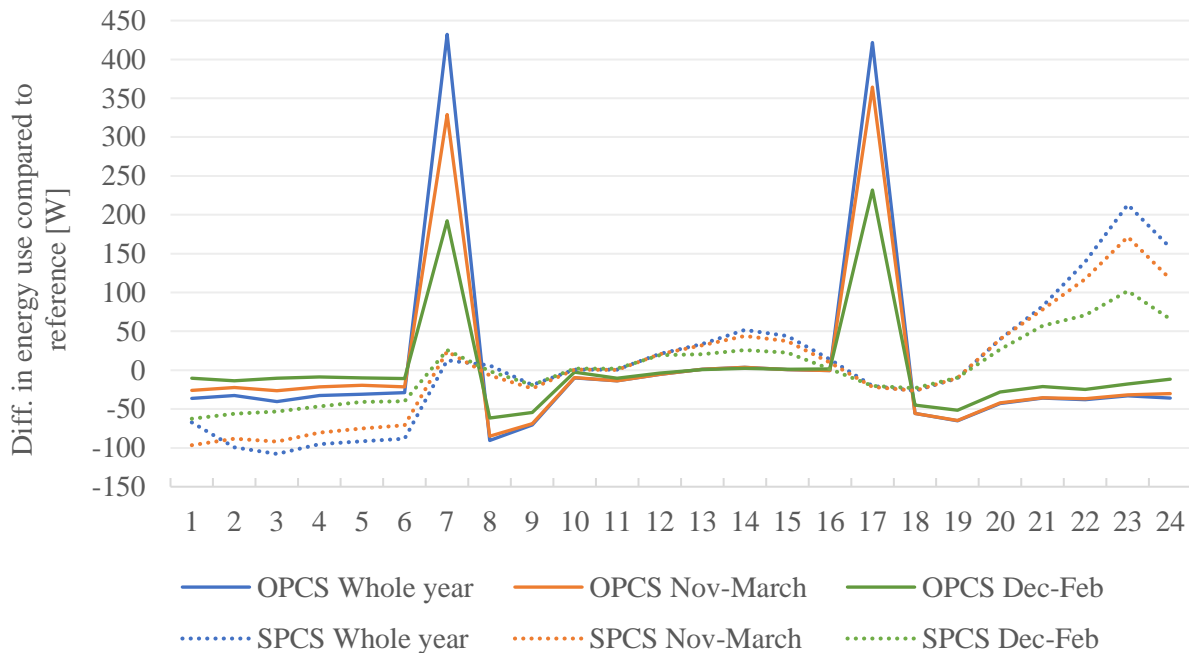 Diff. in energy use compared to
reference [W]
450
400
350
300
250
200
150
100
50
0
-50
-100
-150
1 2 3 4 5 6 7 8 9 10 11 12 13 14 15 16 17 18 19 20 21 22 23 24
OPCS Whole year OPCS Nov-March OPCS Dec-Feb
SPCS Whole year SPCS Nov-March SPCS Dec-Feb